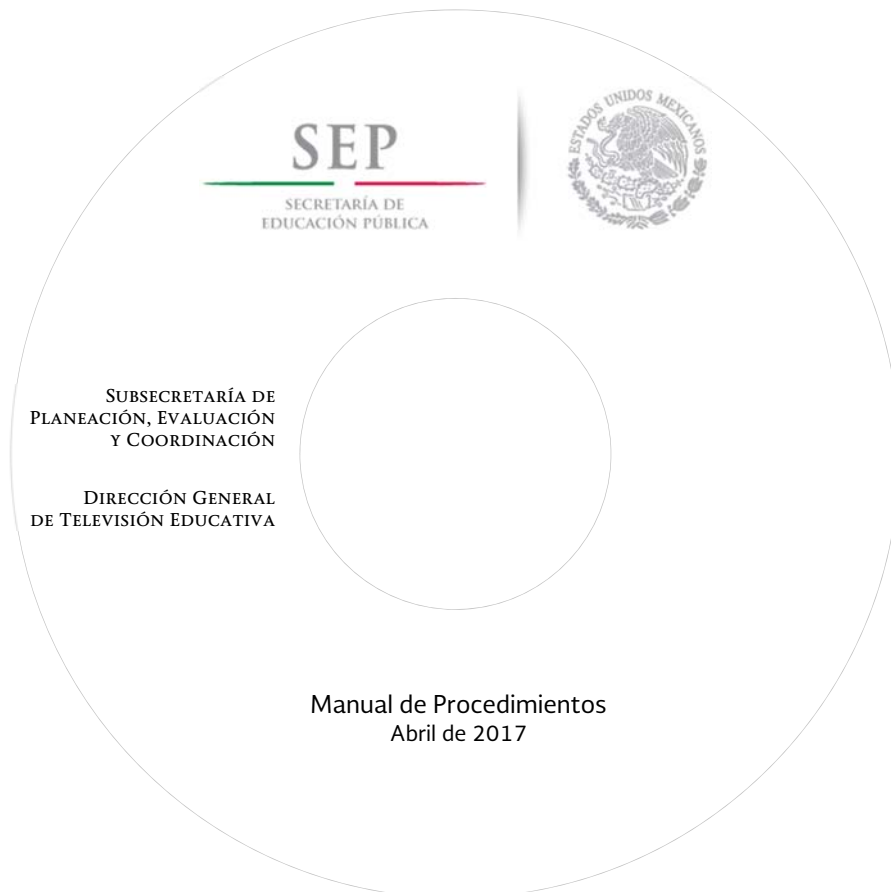 SEP
SECRETARÍA DE
EDUCACIÓN PÚBLICA
ESTADOS UNIDOS MEXICANOS
SUBSECRETARÍA DE
PLANEACIÓN, EVALUACIÓN
Y COORDINACIÓN
DIRECCIÓN GENERAL
DE TELEVISIÓN EDUCATIVA
Manual de Procedimientos
Abril de 2017